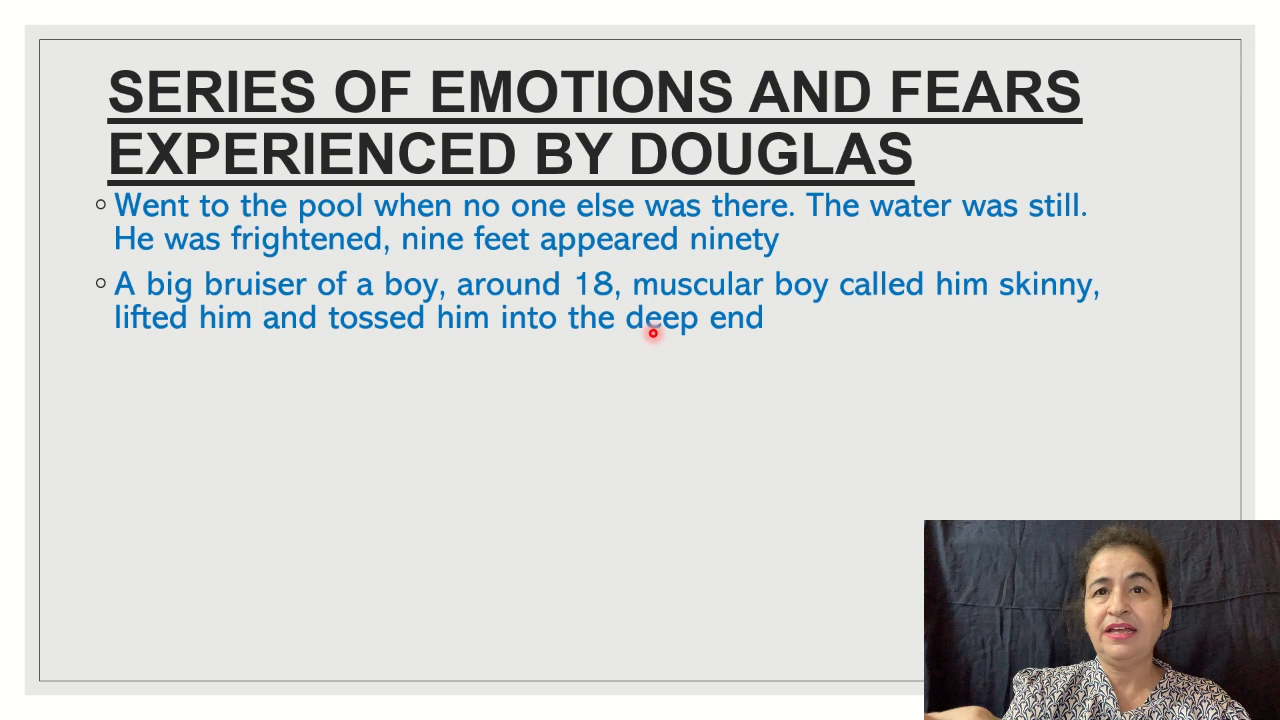 SERIES OF EMOTIONS AND FEARS
EXPERIENCED BY DOUGLAS
Went to the pool when no one else was there. The water was still.
He was frightened, nine feet appeared ninety
A big bruiser of a boy, around 18, muscular boy called him skinny,
lifted him and tossed him into the deep end